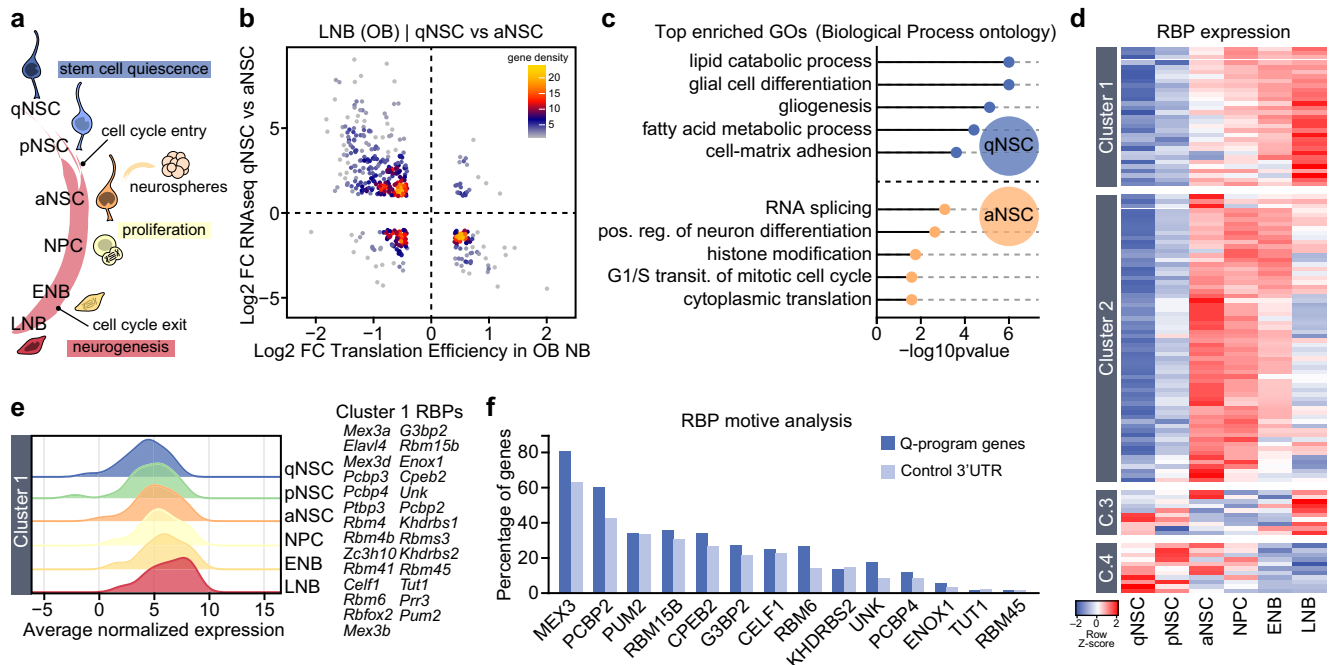 a
stem cell quiescence
qNSC
pNSC
cell cycle entry
aNSC
neurospheres
proliferation
NPC
ENB
cell cycle exit
LNB
neurogenesis
b
LNB (OB) | qNSC vs aNSC
gene density
20
15
10
5
Log2 FC RNAseq qNSC vs aNSC
5
0
−5
−2
−1
0
1
2
Log2 FC Translation Efficiency in OB NB
c
Top enriched GOs (Biological Process ontology)
lipid catabolic process
glial cell differentiation
gliogenesis
fatty acid metabolic process
cell-matrix adhesion
qNSC
RNA splicing
pos. reg. of neuron differentiation
histone modification
G1/S transit. of mitotic cell cycle
cytoplasmic translation
aNSC
0 2 4 6
−log10pvalue
d
RBP expression
Cluster 1
Cluster 2
C.3
C.4
−2 0 2
Row
Z-score
qNSC
pNSC
aNSC
NPC
ENB
LNB
e
Cluster 1
qNSC
pNSC
aNSC
NPC
ENB
LNB
−5 0 5 10 15
Average normalized expression
Cluster 1 RBPs
Mex3a G3bp2
Elavl4 Rbm15b
Mex3d Enox1
Pcbp3 Cpeb2
Pcbp4 Unk
Ptbp3 Pcbp2
Rbm4 Khdrbs1
Rbm4b Rbms3
Zc3h10 Khdrbs2
Rbm41 Rbm45
Celf1 Tut1
Rbm6 Prr3
Rbfox2 Pum2
Mex3b
f
RBP motive analysis
Q-program genes
Control 3'UTR
Percentage of genes
80
60
40
20
0
MEX3
PCBP2
PUM2
RBM15B
CPEB2
G3BP2
CELF1
RBM6
KHDRBS2
UNK
PCBP4
ENOX1
TUT1
RBM45